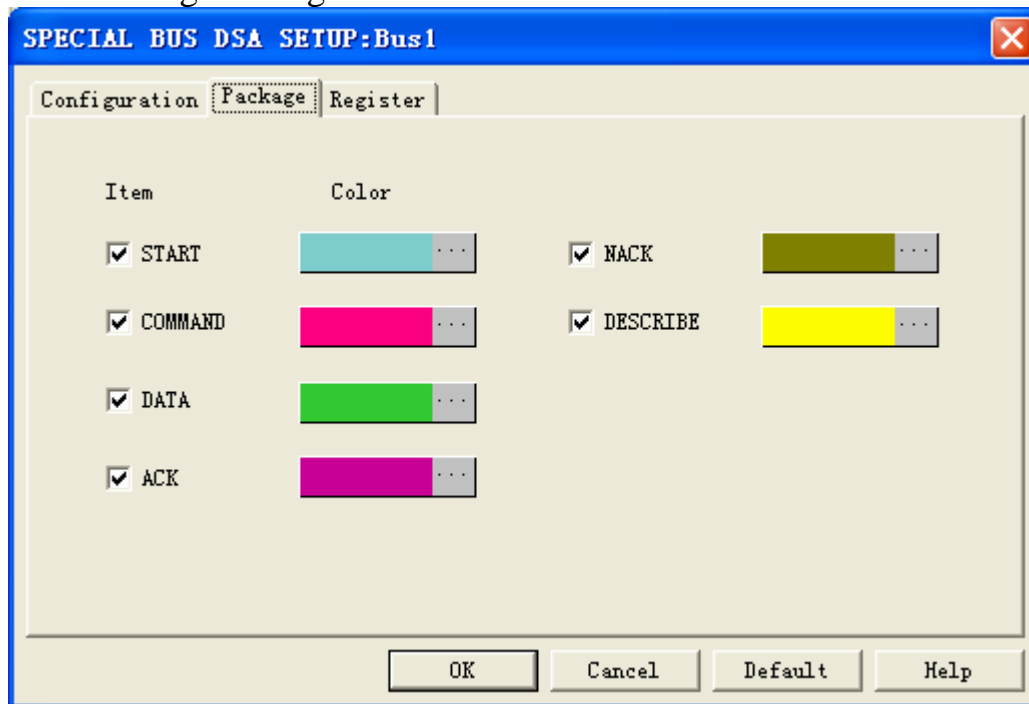 SPECIAL BUS DSA SETUP:Bus1
Configuration Package Register
Item Color
START ... NACK ...
COMMAND ... DESCRIBE ...
DATA ...
ACK ...
OK Cancel Default Help